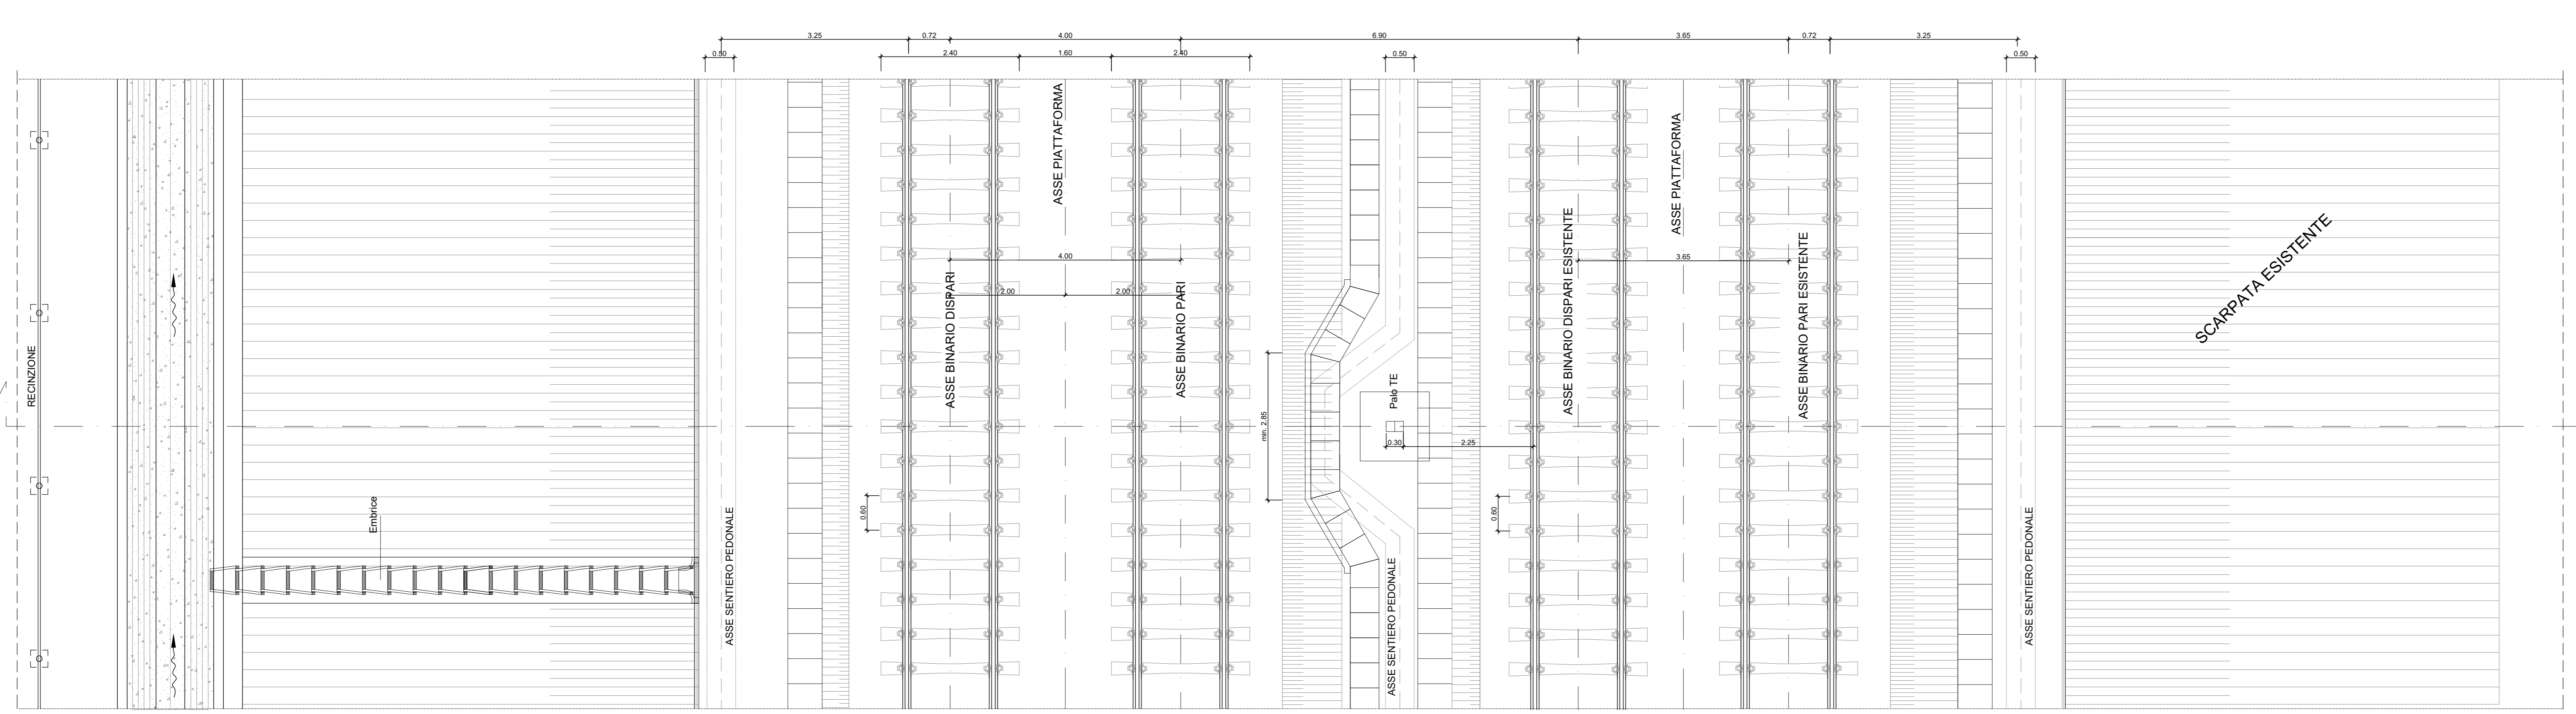 3.25
0.72
4.00
6.90
3.65
0.72
3.25
0.50
2.40
1.60
2.40
0.50
0.50
ASSE PIATTAFORMA
ASSE PIATTAFORMA
SCARPATA ESISTENTE
4.00
3.65
2.00
2.00
ASSE BINARIO DISPARI
ASSE BINARIO PARI
ASSE BINARIO DISPARI ESISTENTE
ASSE BINARIO PARI ESISTENTE
RECINZIONE
Palo TE
min. 2.85
0.30
2.25
Embrice
0.60
0.60
ASSE SENTIERO PEDONALE
ASSE SENTIERO PEDONALE
ASSE SENTIERO PEDONALE